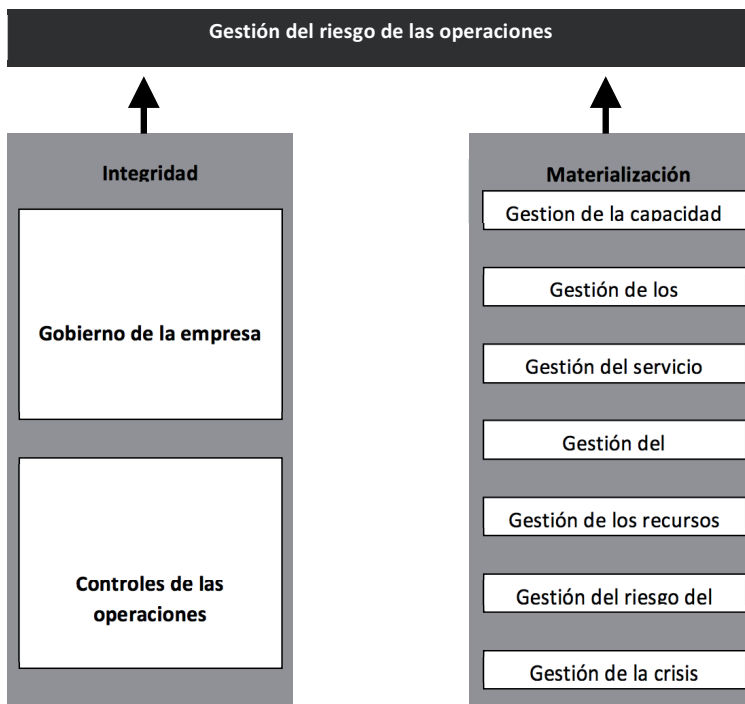 Gestión del riesgo de las operaciones
Integridad
Gobierno de la empresa
Controles de las
operaciones
Materialización
Gestion de la capacidad
Gestión de los
Gestión del servicio
Gestión del
Gestión de los recursos
Gestión del riesgo del
Gestión de la crisis